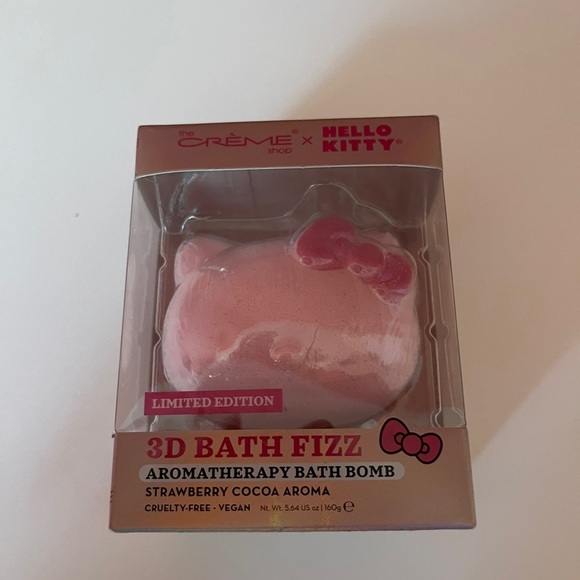 the CRÈME® shop x HELLO KITTY®
LIMITED EDITION
3D BATH FIZZ
AROMATHERAPY BATH BOMB
STRAWBERRY COCOA AROMA
CRUELTY-FREE • VEGAN Nt. Wt. 5.64 US oz | 160g ℮